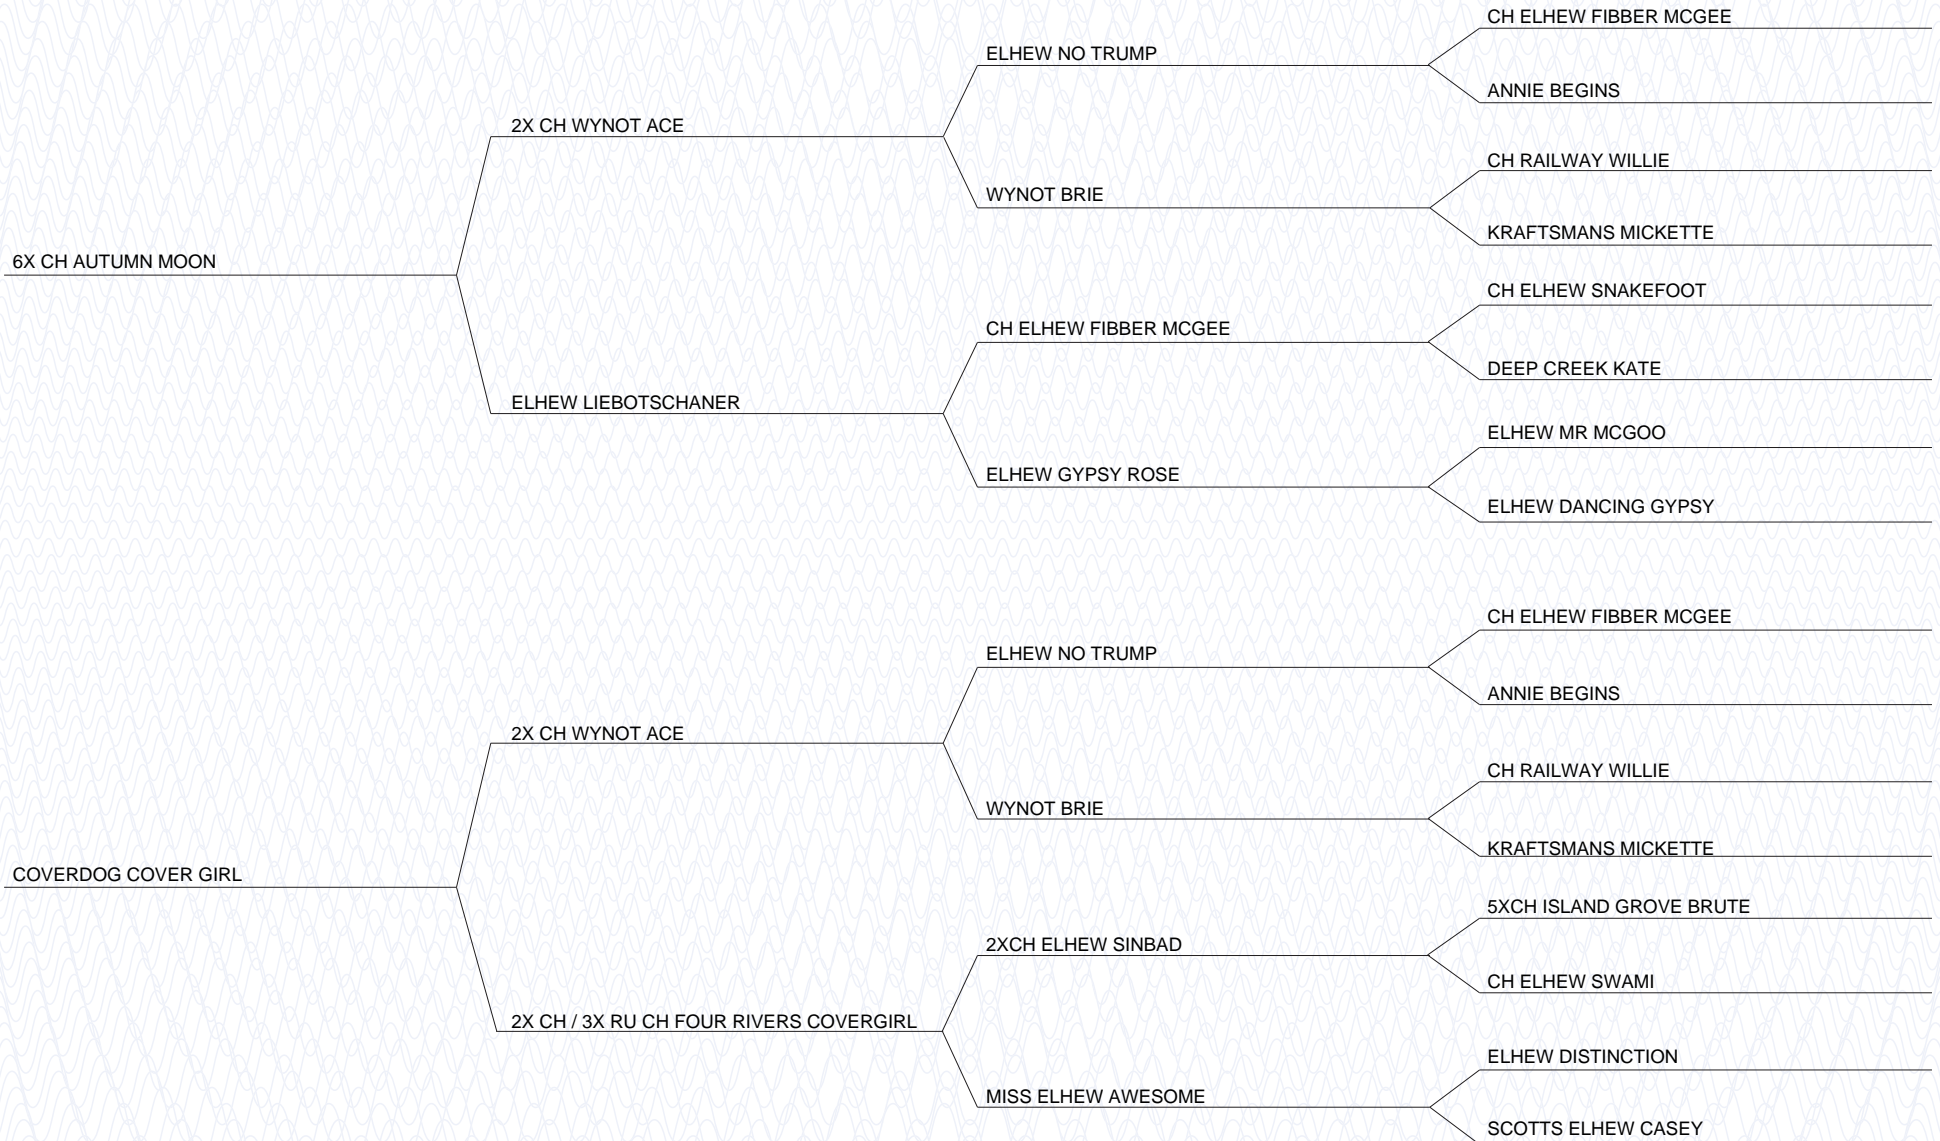 CH ELHEW FIBBER MCGEE
ELHEW NO TRUMP
ANNIE BEGINS
2X CH WYNOT ACE
CH RAILWAY WILLIE
WYNOT BRIE
KRAFTSMANS MICKETTE
6X CH AUTUMN MOON
CH ELHEW SNAKEFOOT
CH ELHEW FIBBER MCGEE
DEEP CREEK KATE
ELHEW LIEBOTSCHANER
ELHEW MR MCGOO
ELHEW GYPSY ROSE
ELHEW DANCING GYPSY
CH ELHEW FIBBER MCGEE
ELHEW NO TRUMP
ANNIE BEGINS
2X CH WYNOT ACE
CH RAILWAY WILLIE
WYNOT BRIE
KRAFTSMANS MICKETTE
COVERDOG COVER GIRL
5XCH ISLAND GROVE BRUTE
2XCH ELHEW SINBAD
CH ELHEW SWAMI
2X CH / 3X RU CH FOUR RIVERS COVERGIRL
ELHEW DISTINCTION
MISS ELHEW AWESOME
SCOTTS ELHEW CASEY